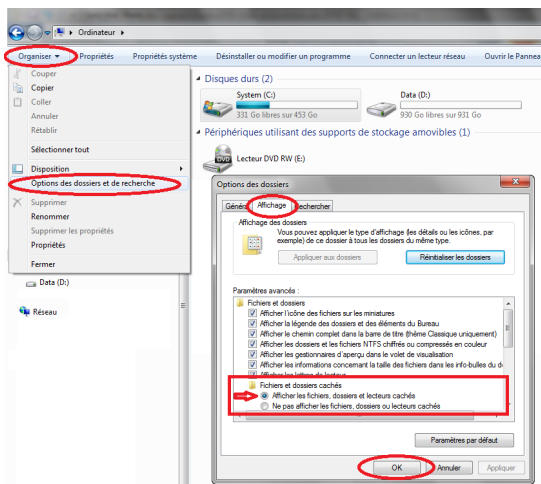 Ordinateur
Organiser Propriétés Propriétés système Désinstaller ou modifier un programme Connecter un lecteur réseau Ouvrir le Pannea
Couper
Copier
Coller
Annuler
Rétablir
Sélectionner tout
Disposition
Options des dossiers et de recherche
Supprimer
Renommer
Supprimer les propriétés
Propriétés
Fermer
Data (D:)
Réseau
Disques durs (2)
System (C:)
331 Go libres sur 453 Go
Data (D:)
930 Go libres sur 931 Go
Périphériques utilisant des supports de stockage amovibles (1)
DVD
Lecteur DVD RW (E:)
Options des dossiers
Général Affichage Rechercher
Affichage des dossiers
Vous pouvez appliquer le type d'affichage (les détails ou les icônes, par
exemple) de ce dossier à tous les dossiers du même type.
Appliquer aux dossiers Réinitialiser les dossiers
Paramètres avancés :
Fichiers et dossiers
Afficher l'icône des fichiers sur les miniatures
Afficher la légende des dossiers et des éléments du Bureau
Afficher le chemin complet dans la barre de titre (thème Classique uniquement)
Afficher les dossiers et les fichiers NTFS chiffrés ou compressés en couleur
Afficher les gestionnaires d'aperçu dans le volet de visualisation
Afficher les informations concernant la taille des fichiers dans les info-bulles du d
Afficher les lettres de lecteur
Fichiers et dossiers cachés
Afficher les fichiers, dossiers et lecteurs cachés
Ne pas afficher les fichiers, dossiers ou lecteurs cachés
Paramètres par défaut
OK Annuler Appliquer